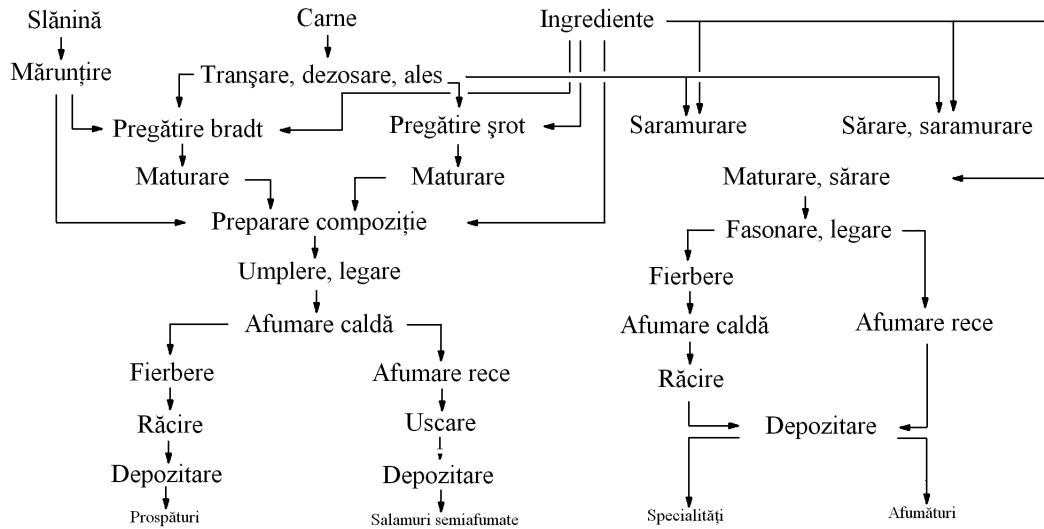 Slănină
Carne
Ingrediente
Mărunțire
Tranşare, dezosare, ales
Pregătire bradt
Pregătire şrot
Saramurare
Sărare, saramurare
Maturare
Maturare
Maturare, sărare
Preparare compoziție
Fasonare, legare
Umplere, legare
Fierbere
Afumare caldă
Afumare caldă
Afumare rece
Fierbere
Afumare rece
Răcire
Răcire
Uscare
Depozitare
Depozitare
Depozitare
Prospături
Salamuri semiafumate
Specialități
Afumături